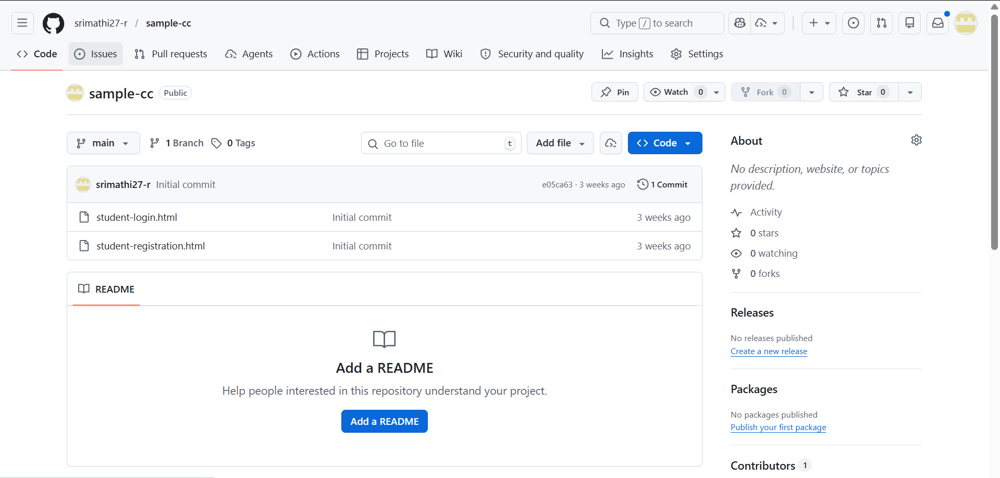 srimathi27-r / sample-cc
Type / to search
Code
Issues
Pull requests
Agents
Actions
Projects
Wiki
Security and quality
Insights
Settings
sample-cc Public
Pin
Watch 0
Fork 0
Star 0
main
1 Branch
0 Tags
Go to file t
Add file
Code
srimathi27-r Initial commit
e05ca63 · 3 weeks ago
1 Commit
student-login.html Initial commit 3 weeks ago
student-registration.html Initial commit 3 weeks ago
README
Add a README
Help people interested in this repository understand your project.
Add a README
About
No description, website, or topics
provided.
Activity
0 stars
0 watching
0 forks
Releases
No releases published
Create a new release
Packages
No packages published
Publish your first package
Contributors 1